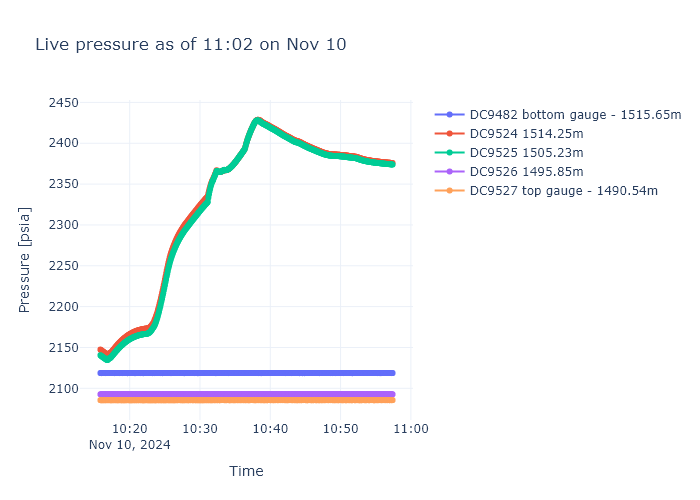 Live pressure as of 11:02 on Nov 10
2450
2400
2350
2300
2250
2200
2150
2100
Pressure [psia]
10:20
10:30
10:40
10:50
11:00
Nov 10, 2024
Time
DC9482 bottom gauge - 1515.65m
DC9524 1514.25m
DC9525 1505.23m
DC9526 1495.85m
DC9527 top gauge - 1490.54m